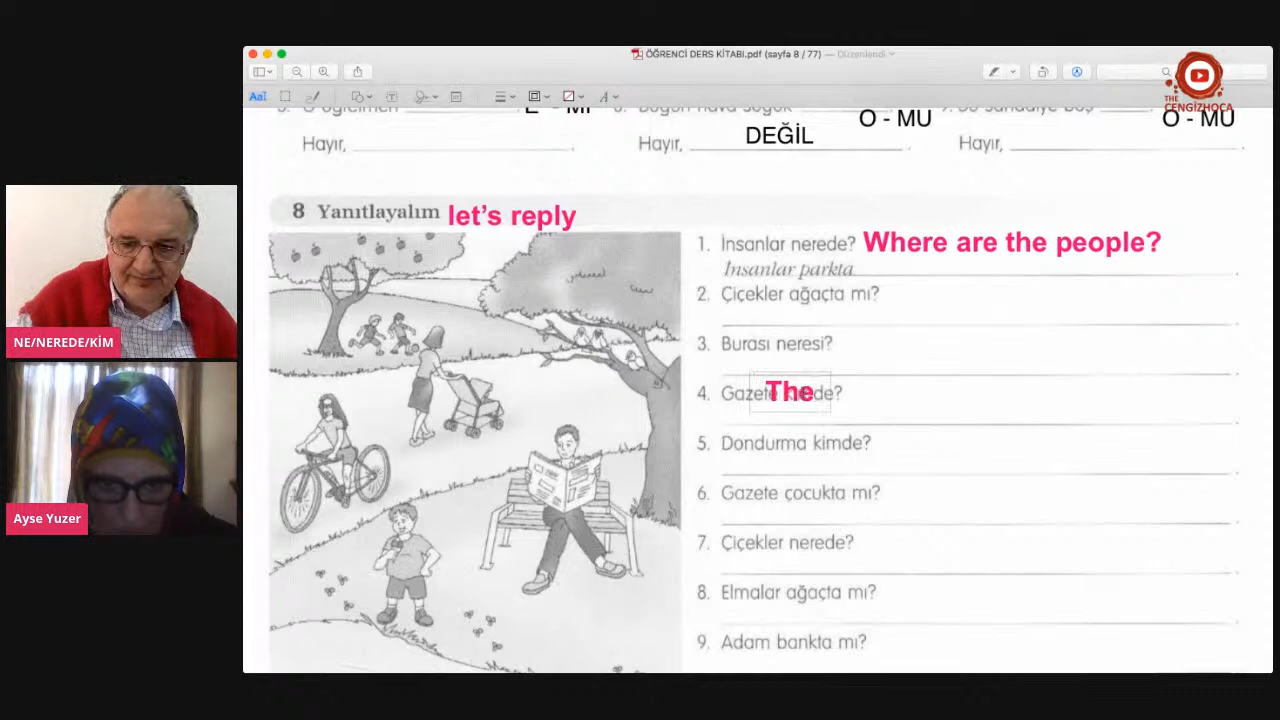 ÖĞRENCİ DERS KİTABI.pdf (sayfa 8 / 77) — Düzenlendi
THE
CENGİZHOCA
O - MU
O - MU
DEĞİL
Hayır,
Hayır,
Hayır,
8 Yanıtlayalım let's reply
1. İnsanlar nerede? Where are the people?
İnsanlar parkta
2. Çiçekler ağaçta mı?
3. Burası neresi?
4. Gazete
The
5. Dondurma kimde?
6. Gazete çocukta mı?
7. Çiçekler nerede?
8. Elmalar ağaçta mı?
9. Adam bankta mı?
NE/NEREDE/KİM
Ayse Yuzer